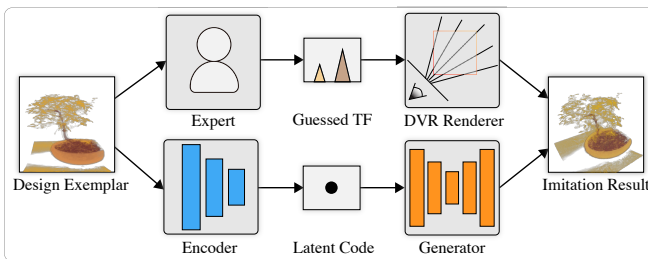 Expert
Guessed TF
DVR Renderer
Design Exemplar
Imitation Result
Encoder
Latent Code
Generator